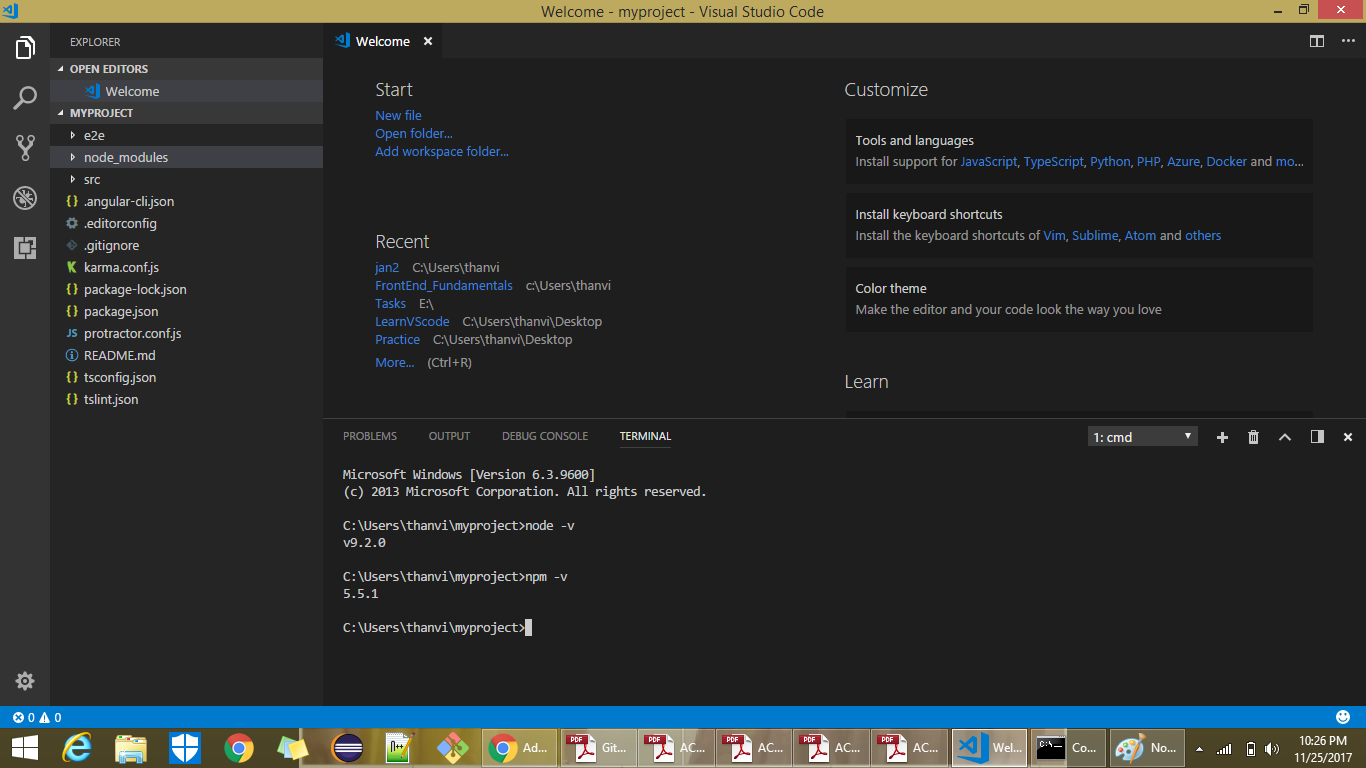 Welcome - myproject - Visual Studio Code
EXPLORER
OPEN EDITORS
Welcome
MYPROJECT
e2e
node_modules
src
.angular-cli.json
.editorconfig
.gitignore
karma.conf.js
package-lock.json
package.json
JS protractor.conf.js
README.md
tsconfig.json
tslint.json
Welcome
Start
New file
Open folder...
Add workspace folder...
Recent
jan2 C:\Users\thanvi
FrontEnd_Fundamentals c:\Users\thanvi
Tasks E:\
LearnVScode C:\Users\thanvi\Desktop
Practice C:\Users\thanvi\Desktop
More... (Ctrl+R)
Customize
Tools and languages
Install support for JavaScript, TypeScript, Python, PHP, Azure, Docker and mo...
Install keyboard shortcuts
Install the keyboard shortcuts of Vim, Sublime, Atom and others
Color theme
Make the editor and your code look the way you love
Learn
PROBLEMS OUTPUT DEBUG CONSOLE TERMINAL 1: cmd
Microsoft Windows [Version 6.3.9600]
(c) 2013 Microsoft Corporation. All rights reserved.
C:\Users\thanvi\myproject>node -v
v9.2.0
C:\Users\thanvi\myproject>npm -v
5.5.1
C:\Users\thanvi\myproject>
0 0
Ad... Git... AC... AC... AC... AC... Wel... Co... No...
10:26 PM
11/25/2017